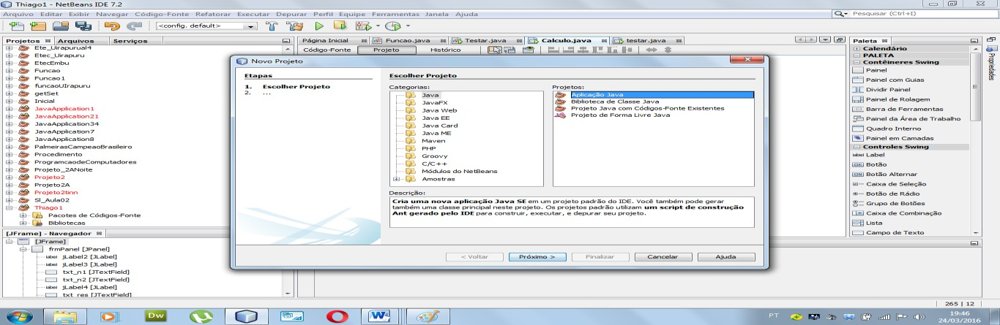 Thiago1 - NetBeans IDE 7.2
Arquivo Editar Exibir Navegar Código-Fonte Refatorar Executar Depurar Perfil Equipe Ferramentas Janela Ajuda
Pesquisar (Ctrl+I)
<config. default>
Projetos Arquivos Serviços
Página Inicial Funcao.java Testar.java Calculo.java testar.java
Código-Fonte Projeto Histórico
Ete_Uirapurual4
Etec_Uirapuru
EtecEmbu
Funcao
Funcao1
funcaoUIrapuru
getSet
Inicial
JavaApplication1
JavaApplication21
JavaApplication34
JavaApplication7
JavaApplication8
PalmeirasCampeaoBrasileiro
Procedimento
ProgramcaodeComputadores
Projeto_2ANoite
Projeto2
Projeto2A
Projeto2tinn
Sl_Aula02
Thiago1
Pacotes de Códigos-Fonte
Bibliotecas
[JFrame] - Navegador
[JFrame]
frmPanel [JPanel]
label jLabel2 [JLabel]
label jLabel3 [JLabel]
txt_n1 [JTextField]
txt_n2 [JTextField]
label jLabel4 [JLabel]
txt_res [JTextField]
Novo Projeto
Etapas
1. Escolher Projeto
2. ...
Escolher Projeto
Categorias:
Java
JavaFX
Java Web
Java EE
Java Card
Java ME
Maven
PHP
Groovy
C/C++
Módulos do NetBeans
Amostras
Projetos:
Aplicação Java
Biblioteca de Classe Java
Projeto Java com Códigos-Fonte Existentes
Projeto de Forma Livre Java
Descrição:
Cria uma nova aplicação Java SE em um projeto padrão do IDE. Você também pode gerar
também uma classe principal neste projeto. Os projetos padrão utilizam um script de construção
Ant gerado pelo IDE para construir, executar, e depurar seu projeto.
< Voltar Próximo > Finalizar Cancelar Ajuda
Paleta
Calendário
PALETA
Contêineres Swing
Painel
Painel com Guias
Dividir Painel
Painel de Rolagem
Barra de Ferramentas
Painel da Área de Trabalho
Quadro Interno
Painel em Camadas
Controles Swing
label Label
OK Botão
ON Botão Alternar
Caixa de Seleção
Botão de Rádio
Grupo de Botões
Caixa de Combinação
Lista
Campo de Texto
Propriedades
265 | 12
Dw
W
PT
19:46
24/03/2016